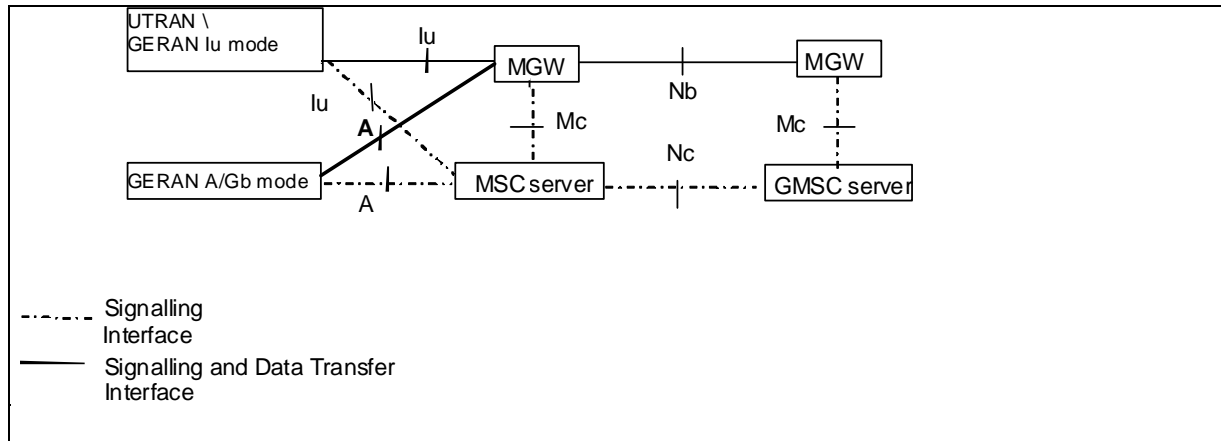 UTRAN \
GERAN Iu mode
Iu
MGW
MGW
Nb
Iu
A
Mc
Mc
Nc
GERAN A/Gb mode
MSC server
GMSC server
A
Signalling
Interface
Signalling and Data Transfer
Interface